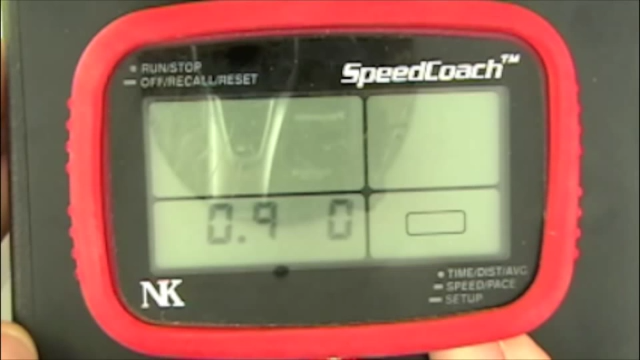 RUN/STOP
OFF/RECALL/RESET
SpeedCoach™
0.9 0
NK
TIME/DIST/AVG
SPEED/PACE
SETUP